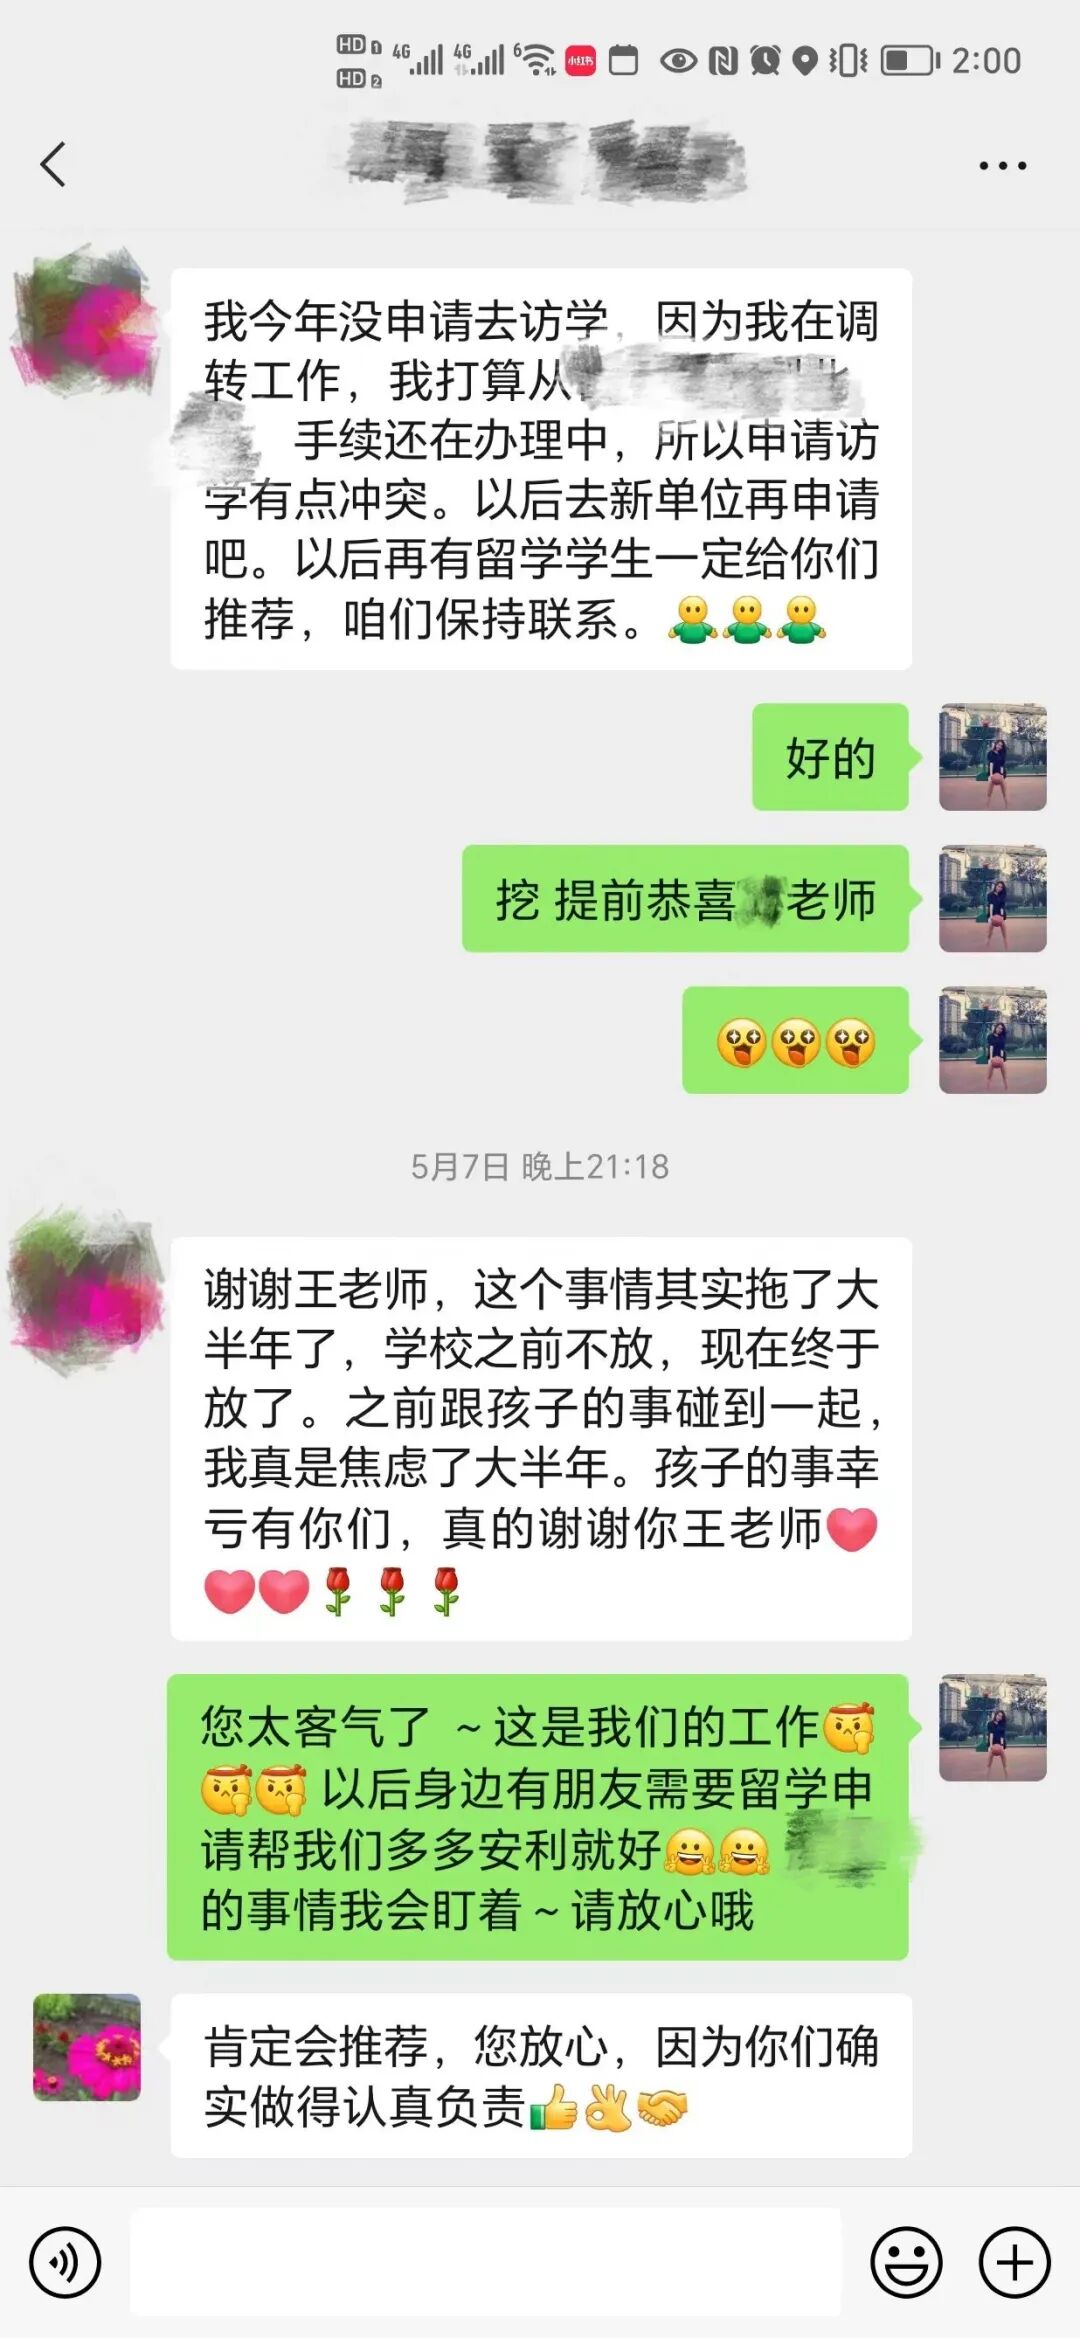 HD 1 4G 4G 6 小红书 2:00
HD 2
我今年没申请去访学，因为我在调
转工作，我打算从
手续还在办理中，所以申请访
学有点冲突。以后去新单位再申请
吧。以后再有留学学生一定给你们
推荐，咱们保持联系。
好的
挖 提前恭喜 老师
5月7日 晚上21:18
谢谢王老师，这个事情其实拖了大
半年了，学校之前不放，现在终于
放了。之前跟孩子的事碰到一起，
我真是焦虑了大半年。孩子的事幸
亏有你们，真的谢谢你王老师❤
❤❤🌹🌹🌹
您太客气了 ~这是我们的工作
以后身边有朋友需要留学申
请帮我们多多安利就好🤗🤗
的事情我会盯着~请放心哦
肯定会推荐，您放心，因为你们确
实做得认真负责👍👌🤝